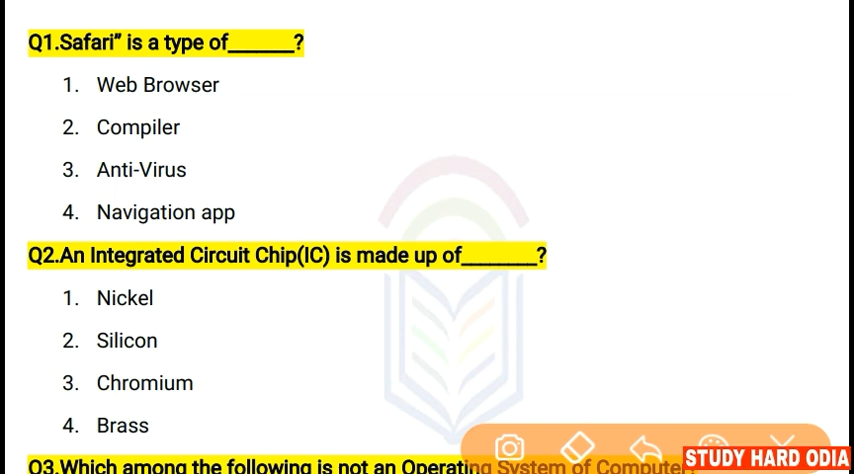 Q1.Safari” is a type of_______?
1. Web Browser
2. Compiler
3. Anti-Virus
4. Navigation app
Q2.An Integrated Circuit Chip(IC) is made up of________?
1. Nickel
2. Silicon
3. Chromium
4. Brass
Q3.Which among the following is not an Operating System of Computer?
STUDY HARD ODIA